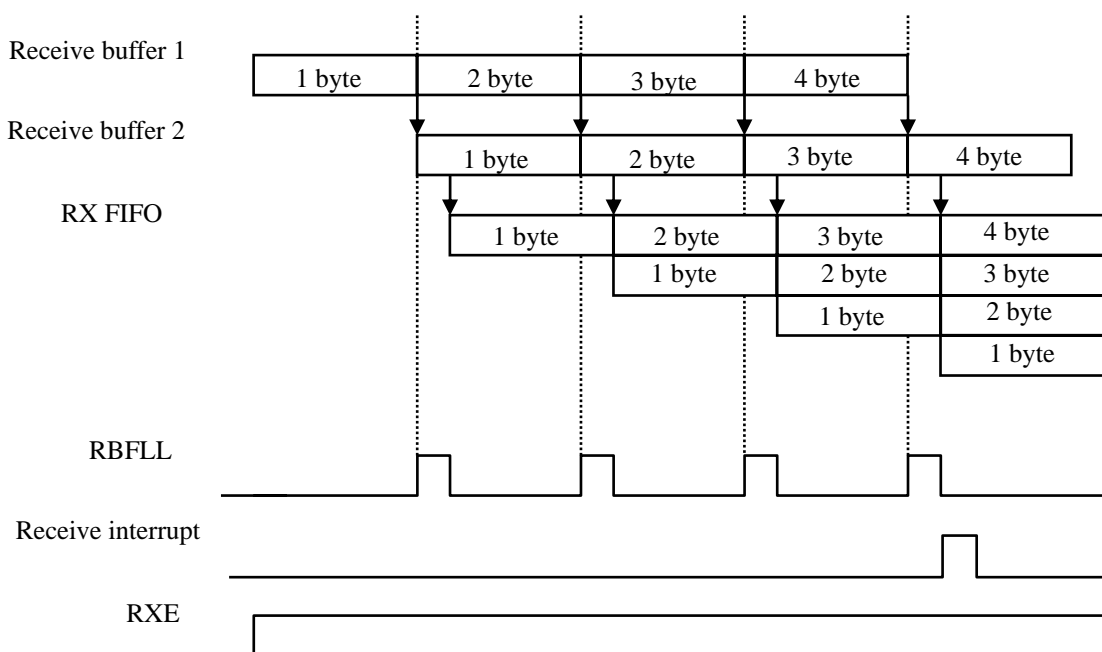 Receive buffer 1
1 byte 2 byte 3 byte 4 byte
Receive buffer 2
1 byte 2 byte 3 byte 4 byte
RX FIFO
1 byte 2 byte 3 byte 4 byte
1 byte 2 byte 3 byte
1 byte 2 byte
1 byte
RBFLL
Receive interrupt
RXE